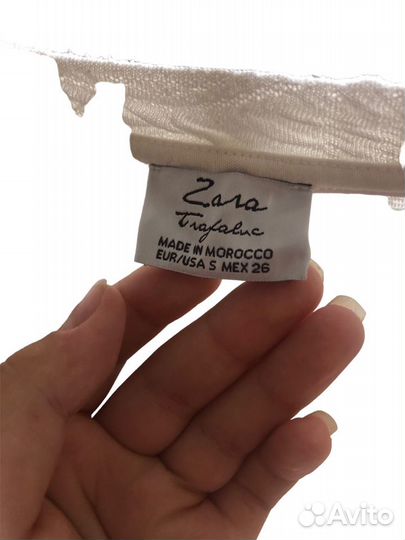 Zara
Trafaluc
MADE IN MOROCCO
EUR/USA S MEX 26
Avito